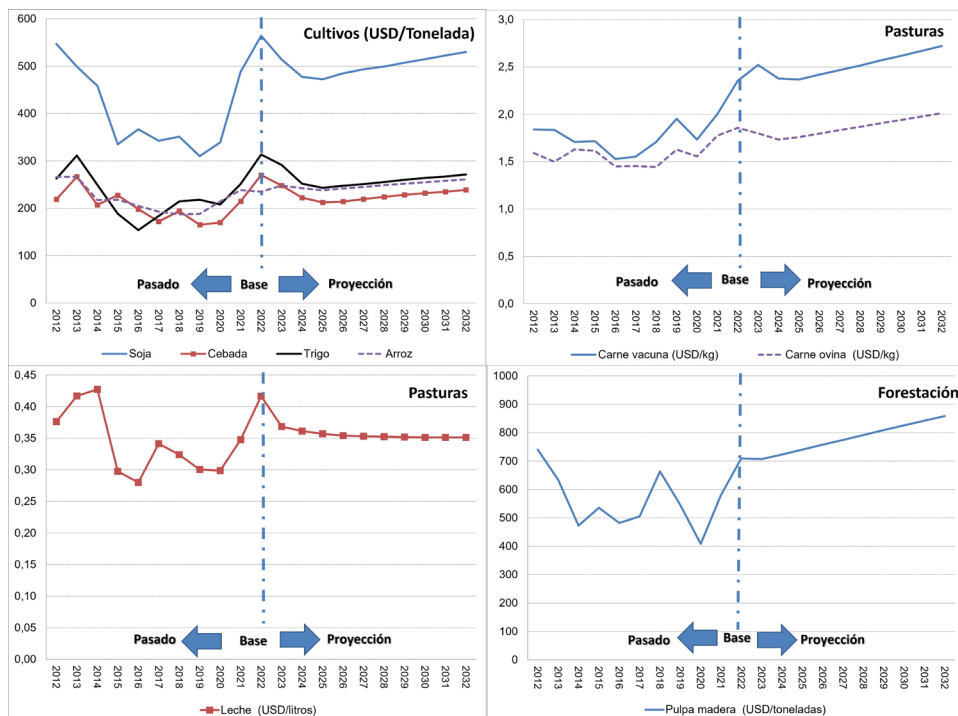 Cultivos (USD/Tonelada)
600
500
400
300
200
100
0
Pasado
Base
Proyección
2012 2013 2014 2015 2016 2017 2018 2019 2020 2021 2022 2023 2024 2025 2026 2027 2028 2029 2030 2031 2032
Soja Cebada Trigo Arroz
Pasturas
3,0
2,5
2,0
1,5
1,0
0,5
0,0
Pasado
Base
Proyección
2012 2013 2014 2015 2016 2017 2018 2019 2020 2021 2022 2023 2024 2025 2026 2027 2028 2029 2030 2031 2032
Carne vacuna (USD/kg) Carne ovina (USD/kg)
Pasturas
0,45
0,40
0,35
0,30
0,25
0,20
0,15
0,10
0,05
0,00
Pasado
Base
Proyección
2012 2013 2014 2015 2016 2017 2018 2019 2020 2021 2022 2023 2024 2025 2026 2027 2028 2029 2030 2031 2032
Leche (USD/litros)
Forestación
1000
900
800
700
600
500
400
300
200
100
0
Pasado
Base
Proyección
2012 2013 2014 2015 2016 2017 2018 2019 2020 2021 2022 2023 2024 2025 2026 2027 2028 2029 2030 2031 2032
Pulpa madera (USD/toneladas)